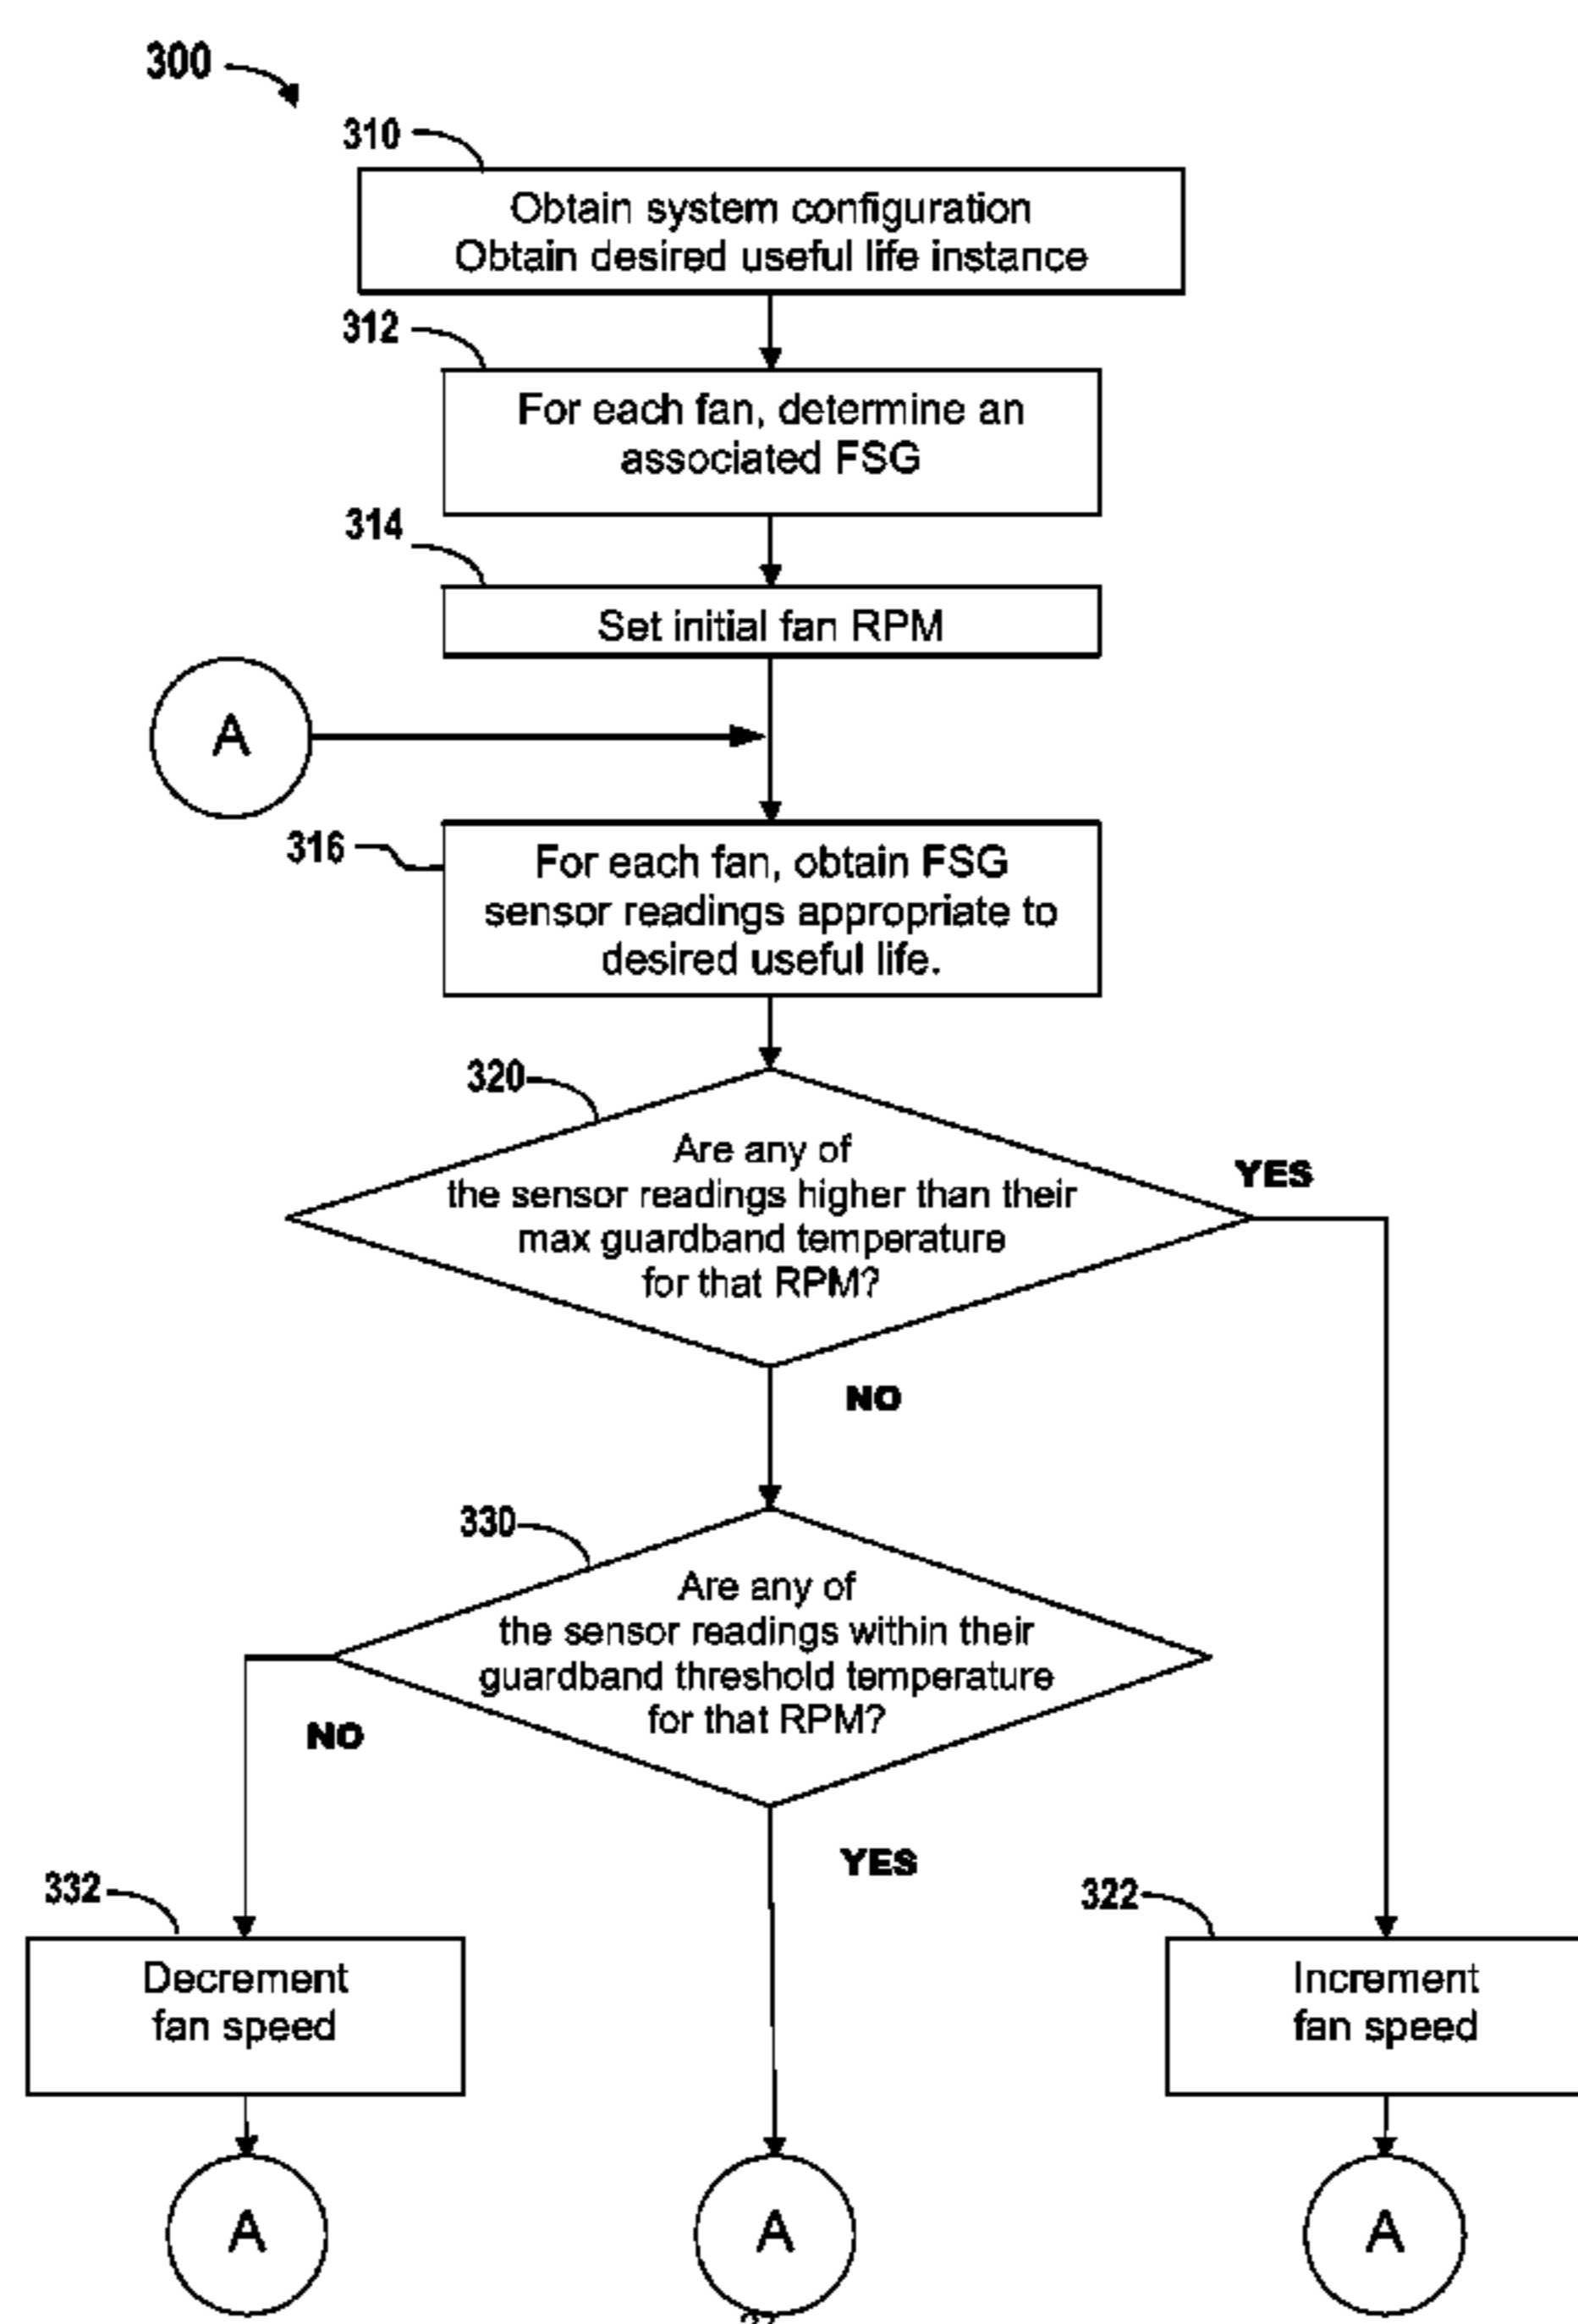 300
310
Obtain system configuration
Obtain desired useful life instance
312
For each fan, determine an
associated FSG
314
Set initial fan RPM
A
316
For each fan, obtain FSG
sensor readings appropriate to
desired useful life.
320
Are any of
the sensor readings higher than their
max guardband temperature
for that RPM?
YES
NO
330
Are any of
the sensor readings within their
guardband threshold temperature
for that RPM?
NO
YES
332
Decrement
fan speed
322
Increment
fan speed
A
A
A